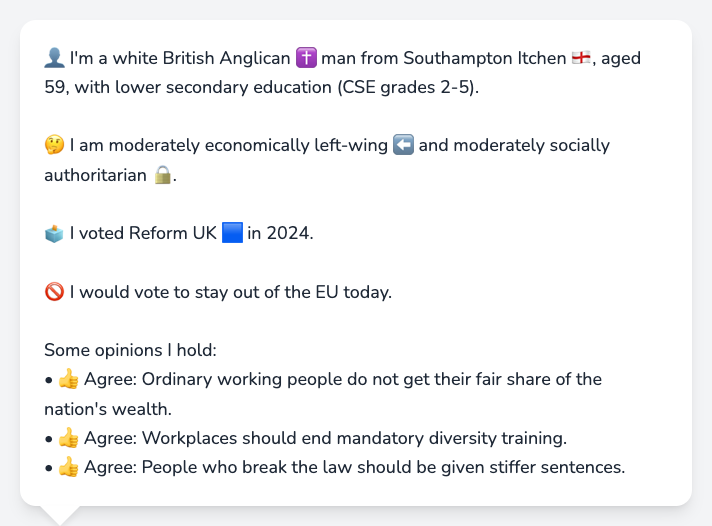 👤 I'm a white British Anglican ✝️ man from Southampton Itchen 🏴󠁧󠁢󠁥󠁮󠁧󠁿, aged
59, with lower secondary education (CSE grades 2-5).
🤔 I am moderately economically left-wing ⬅️ and moderately socially
authoritarian 🔒.
🗳️ I voted Reform UK 🟦 in 2024.
🚫 I would vote to stay out of the EU today.
Some opinions I hold:
• 👍 Agree: Ordinary working people do not get their fair share of the
nation's wealth.
• 👍 Agree: Workplaces should end mandatory diversity training.
• 👍 Agree: People who break the law should be given stiffer sentences.